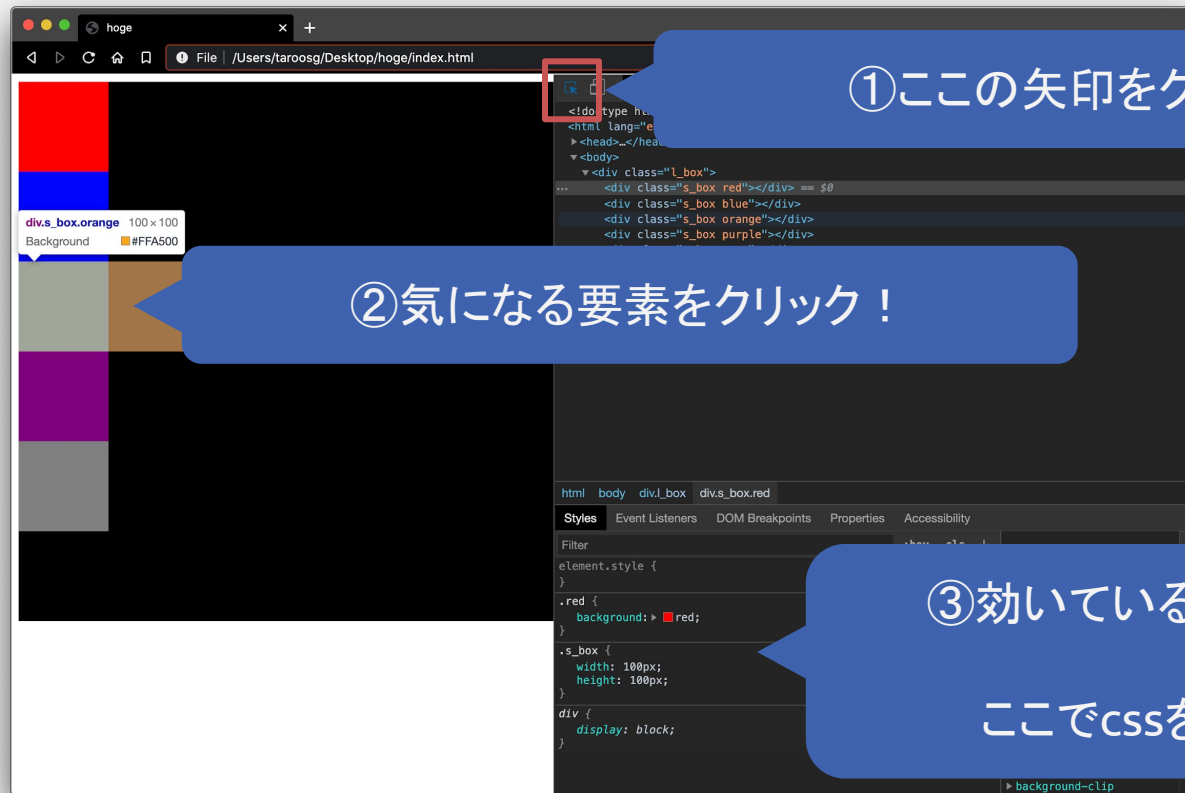 hoge
File | /Users/taroosg/Desktop/hoge/index.html
①ここの矢印をク
<!doctype ht
<html lang="e
▶<head>…</hea
▼<body>
▼<div class="l_box">
… <div class="s_box red"></div> == $0
<div class="s_box blue"></div>
<div class="s_box orange"></div>
<div class="s_box purple"></div>
div.s_box.orange 100×100
Background #FFA500
②気になる要素をクリック！
html body div.l_box div.s_box.red
Styles Event Listeners DOM Breakpoints Properties Accessibility
Filter
element.style {
}
.red {
background:▶ red;
}
.s_box {
width: 100px;
height: 100px;
}
div {
display: block;
}
③効いている
ここでcssを
▶background-clip